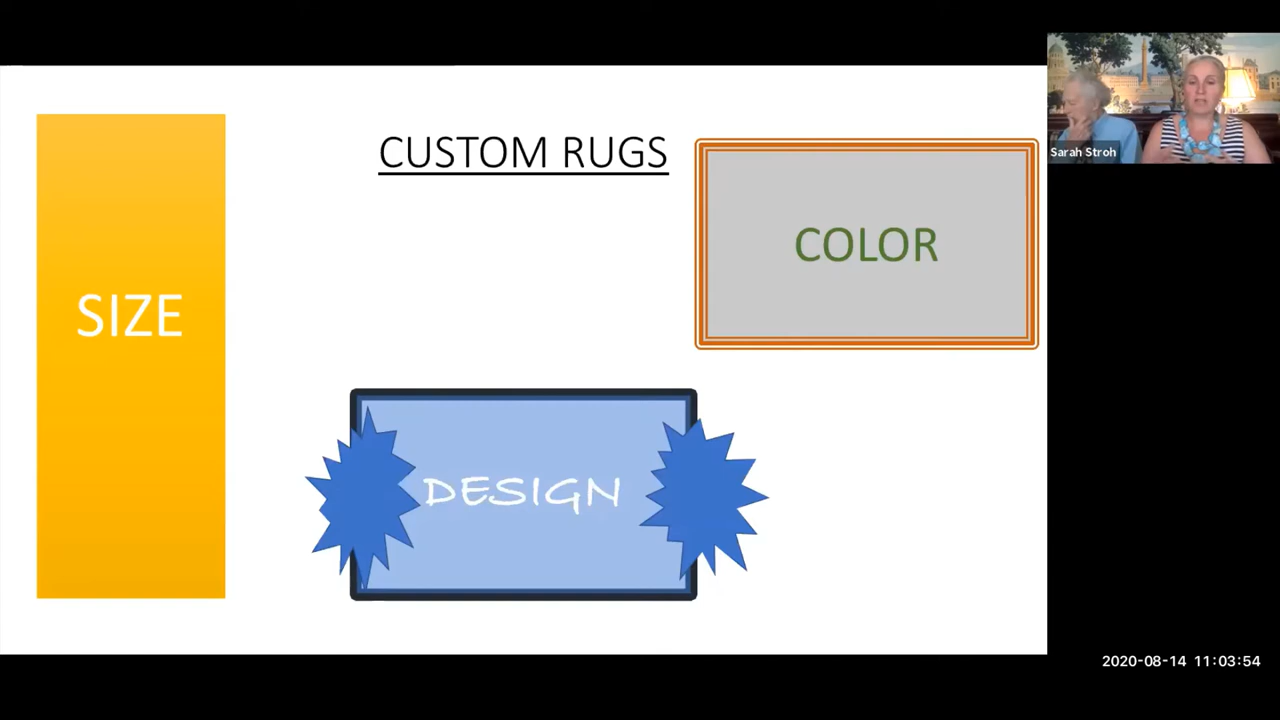 CUSTOM RUGS
COLOR
SIZE
DESIGN
Sarah Stroh
2020-08-14 11:03:54